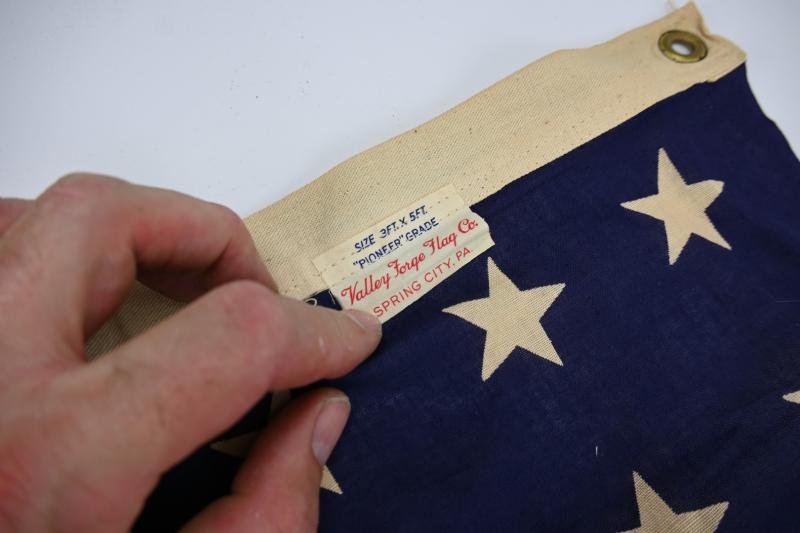 SIZE 3FT. X 5FT.
"PIONEER" GRADE
Valley Forge Flag Co.
SPRING CITY, PA.